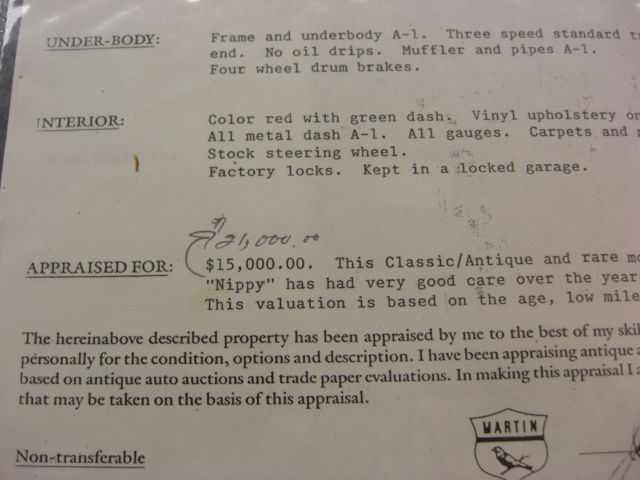 UNDER-BODY: Frame and underbody A-1. Three speed standard
end. No oil drips. Muffler and pipes A-1.
Four wheel drum brakes.
INTERIOR: Color red with green dash. Vinyl upholstery
All metal dash A-1. All gauges. Carpets and
Stock steering wheel.
Factory locks. Kept in a locked garage.
$21,000.00
APPRAISED FOR: $15,000.00. This Classic/Antique and rare
"Nippy" has had very good care over the year
This valuation is based on the age, low mile
The hereinabove described property has been appraised by me to the best of my skil
personally for the condition, options and description. I have been appraising antique
based on antique auto auctions and trade paper evaluations. In making this appraisal I
that may be taken on the basis of this appraisal.
MARTIN
Non-transferable